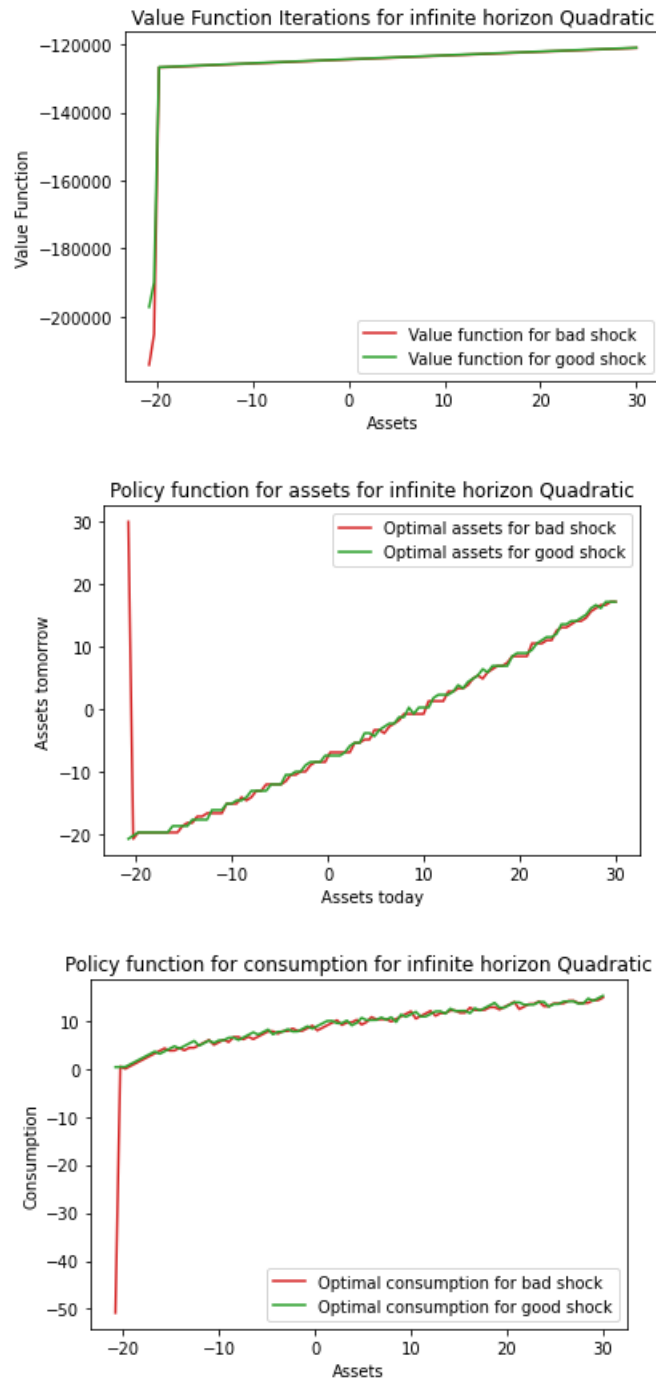 Value Function Iterations for infinite horizon Quadratic
−120000
−140000
−160000
−180000
−200000
Value Function
Value function for bad shock
Value function for good shock
−20 −10 0 10 20 30
Assets
Policy function for assets for infinite horizon Quadratic
30
20
10
0
−10
−20
Assets tomorrow
Optimal assets for bad shock
Optimal assets for good shock
−20 −10 0 10 20 30
Assets today
Policy function for consumption for infinite horizon Quadratic
10
0
−10
−20
−30
−40
−50
Consumption
Optimal consumption for bad shock
Optimal consumption for good shock
−20 −10 0 10 20 30
Assets